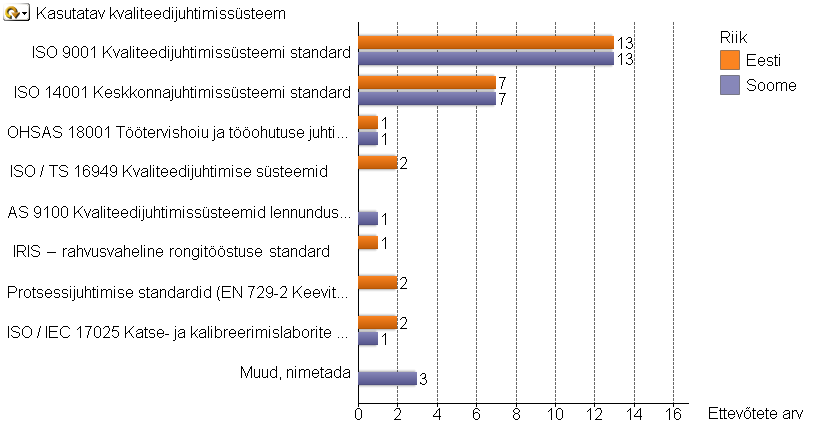 Kasutatav kvaliteedijuhtimissüsteem
ISO 9001 Kvaliteedijuhtimissüsteemi standard
13
13
ISO 14001 Keskkonnajuhtimissüsteemi standard
7
7
OHSAS 18001 Töötervishoiu ja tööohutuse juhti...
1
1
ISO / TS 16949 Kvaliteedijuhtimise süsteemid
2
AS 9100 Kvaliteedijuhtimissüsteemid lennundus...
1
IRIS – rahvusvaheline rongitööstuse standard
1
Protsessijuhtimise standardid (EN 729-2 Keevit...
2
ISO / IEC 17025 Katse- ja kalibreerimislaborite ...
2
1
Muud, nimetada
3
0 2 4 6 8 10 12 14 16
Ettevõtete arv
Riik
Eesti
Soome